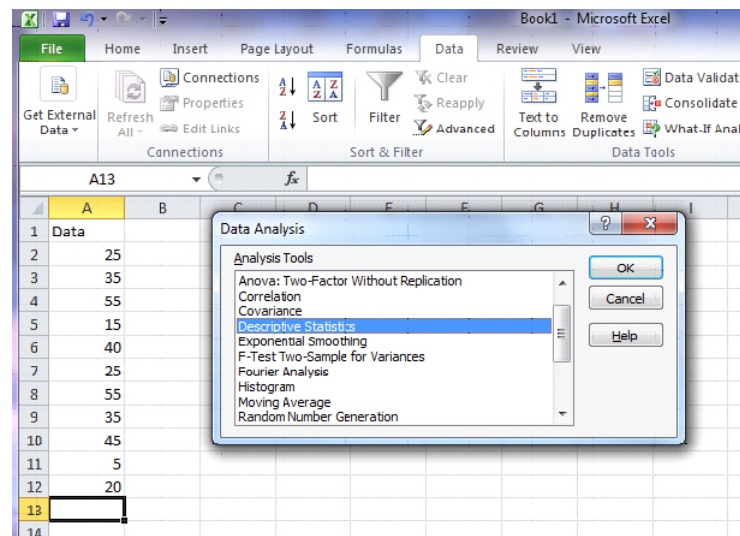 Book1 - Microsoft Excel
File Home Insert Page Layout Formulas Data Review View
Get External Data
Refresh All
Connections
Properties
Edit Links
Connections
Sort
Filter
Clear
Reapply
Advanced
Sort & Filter
Text to Columns
Remove Duplicates
Data Validat
Consolidate
What-If Anal
Data Tools
A13
fx
A B C D E F G H I
1 Data
2 25
3 35
4 55
5 15
6 40
7 25
8 55
9 35
10 45
11 5
12 20
13
14
Data Analysis
Analysis Tools
Anova: Two-Factor Without Replication
Correlation
Covariance
Descriptive Statistics
Exponential Smoothing
F-Test Two-Sample for Variances
Fourier Analysis
Histogram
Moving Average
Random Number Generation
OK
Cancel
Help